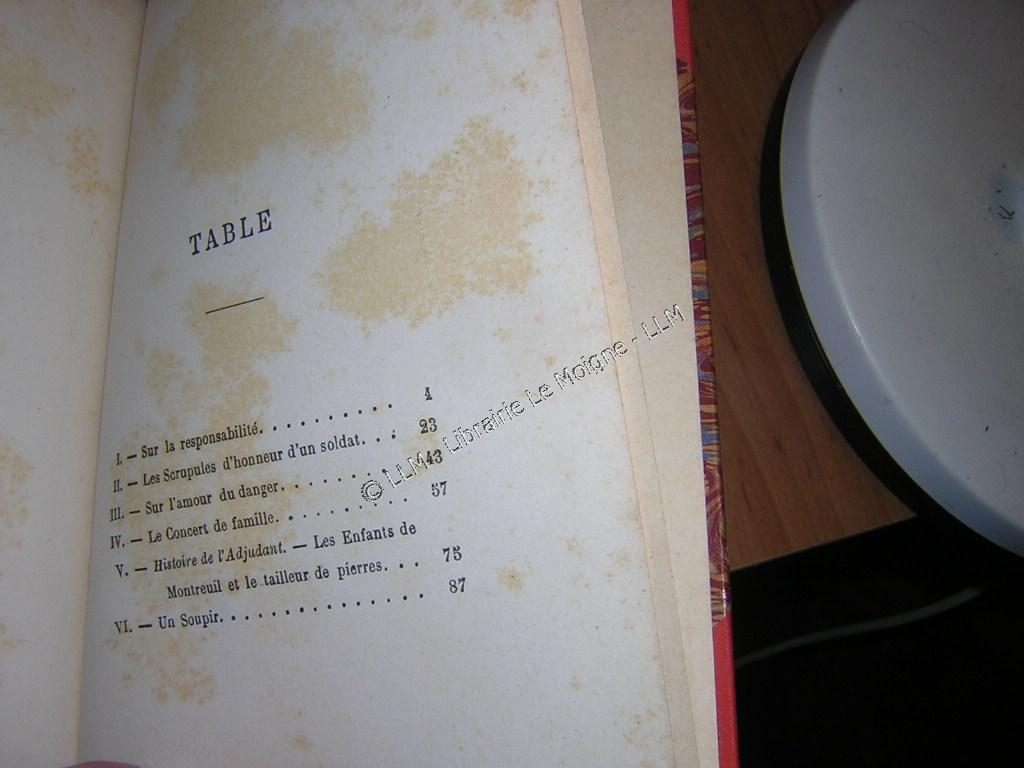 TABLE
I. — Sur la responsabilité. . . . . . . . . . 1
II. — Les Scrupules d'honneur d'un soldat. . . . 23
III. — Sur l'amour du danger. . . . . . . . . 43
IV. — Le Concert de famille. . . . . . . . . . 57
V. — Histoire de l'Adjudant. — Les Enfants de
Montreuil et le tailleur de pierres. . . . 75
VI. — Un Soupir. . . . . . . . . . . . . . . 87
© LLM - Librairie Le Moigne - LLM